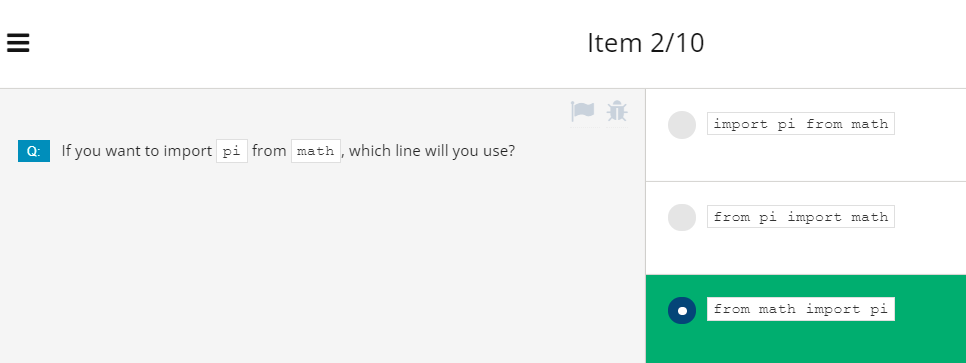 Item 2/10
Q: If you want to import pi from math, which line will you use?
import pi from math
from pi import math
from math import pi